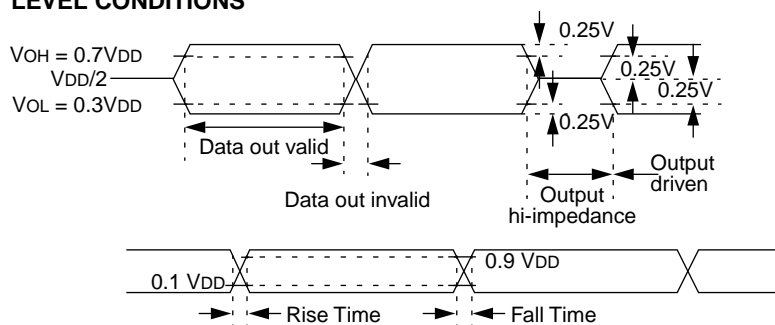 LEVEL CONDITIONS
0.25V
VOH = 0.7VDD
VDD/2
0.25V
0.25V
VOL = 0.3VDD
0.25V
Data out valid
Data out invalid
Output
hi-impedance
Output
driven
0.1 VDD
0.9 VDD
Rise Time
Fall Time